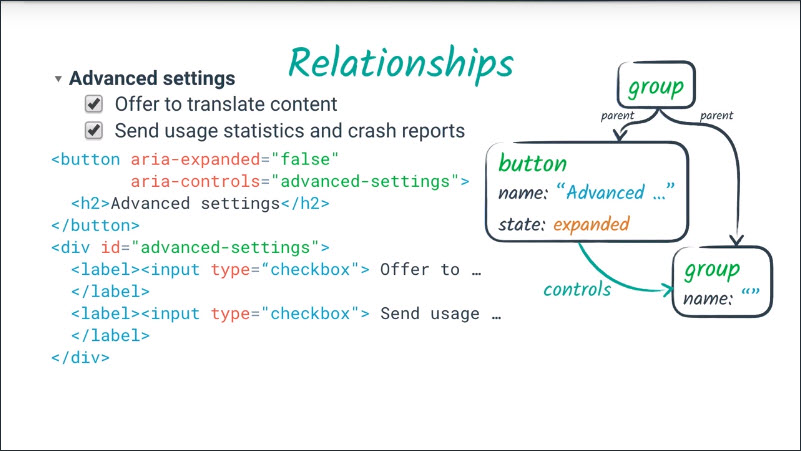 Relationships
Advanced settings
Offer to translate content
Send usage statistics and crash reports
<button aria-expanded="false"
aria-controls="advanced-settings">
<h2>Advanced settings</h2>
</button>
<div id="advanced-settings">
<label><input type="checkbox"> Offer to …
</label>
<label><input type="checkbox"> Send usage …
</label>
</div>
group
parent
parent
button
name: “Advanced ...”
state: expanded
controls
group
name: “”